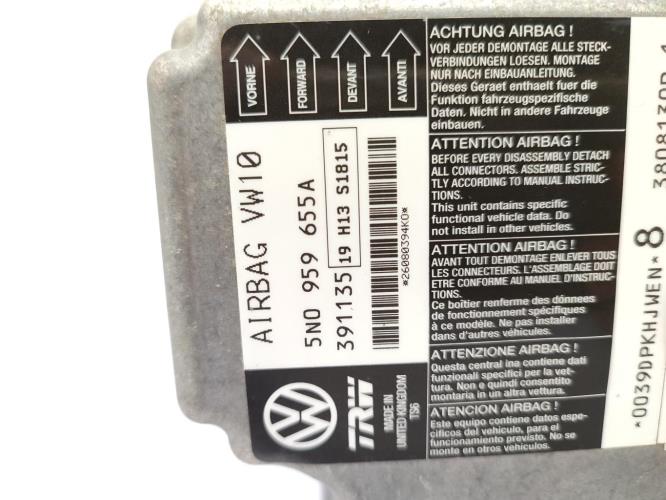 VORNE
FORWARD
DEVANT
AVANTI
AIRBAG VW10
5N0 959 655A
391135 19 H13 S1815
*26080394K0*
TRW
MADE IN
UNITED KINGDOM
TS6
ACHTUNG AIRBAG !
VOR JEDER DEMONTAGE ALLE STECK-
VERBINDUNGEN LOESEN. MONTAGE
NUR NACH EINBAUANLEITUNG.
Dieses Geraet enthaelt fuer die
Funktion fahrzeugspezifische
Daten. Nicht in andere Fahrzeuge
einbauen.
ATTENTION AIRBAG !
BEFORE EVERY DISASSEMBLY DETACH
ALL CONNECTORS. ASSEMBLE STRIC-
TLY ACCORDING TO MANUAL INSTRUC-
TIONS.
This unit contains specific
functional vehicle data. Do
not install in other vehicles.
ATTENTION AIRBAG !
AVANT TOUT DEMONTAGE ENLEVER TOUS
LES CONNECTEURS. L'ASSEMBLAGE DOIT
ETRE CONFORME AU MANUEL D'INSTRUC-
TIONS.
Ce boîtier renferme des données
de fonctionnement spécifiques
à ce modèle. Ne pas installer
dans d'autres véhicules.
ATTENZIONE AIRBAG !
Questa central ina contiene dati
funzionali specifici per la vet-
tura. Non e quindi consentito
montaria in un altra vettura.
ATENCION AIRBAG !
Este equipo contiene datos espe-
cificos del vehículo, para el
funcionamiento previsto. No se
monte en otros vehículos.
*0039DPKHJWEN* 8